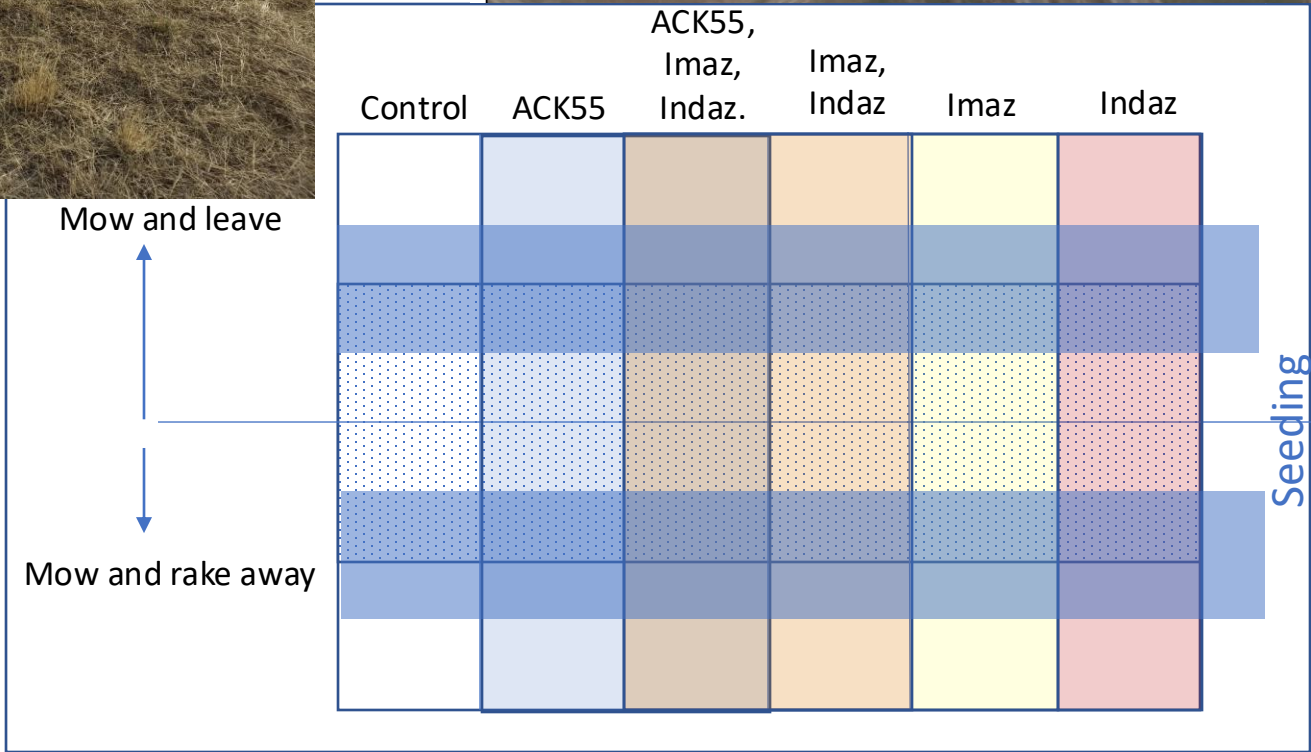 Control
ACK55
ACK55,
Imaz,
Indaz.
Imaz,
Indaz
Imaz
Indaz
Mow and leave
Mow and rake away
Seeding